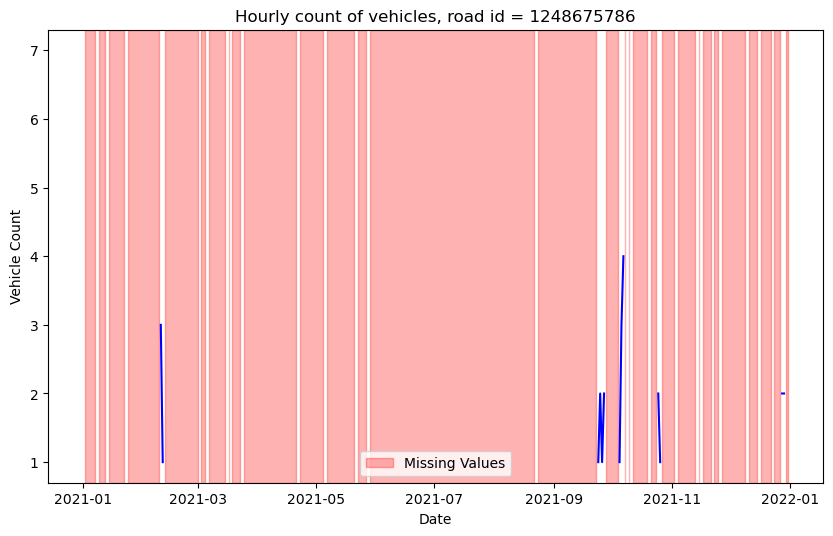 Hourly count of vehicles, road id = 1248675786
7
6
5
4
3
2
1
Vehicle Count
Missing Values
2021-01 2021-03 2021-05 2021-07 2021-09 2021-11 2022-01
Date